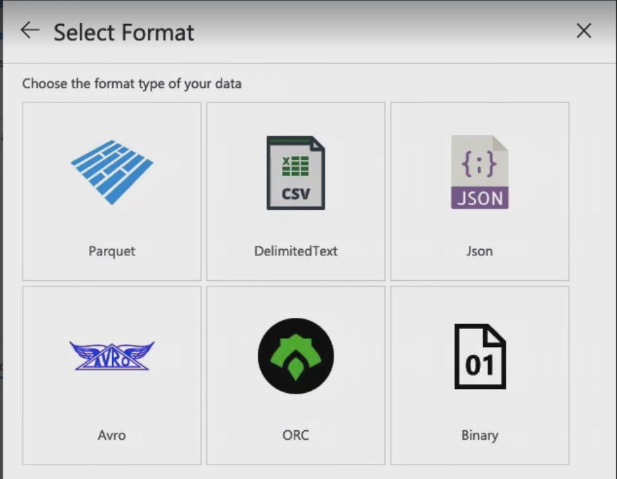 Select Format
Choose the format type of your data
CSV
JSON
Parquet
DelimitedText
Json
AVRO
01
Avro
ORC
Binary